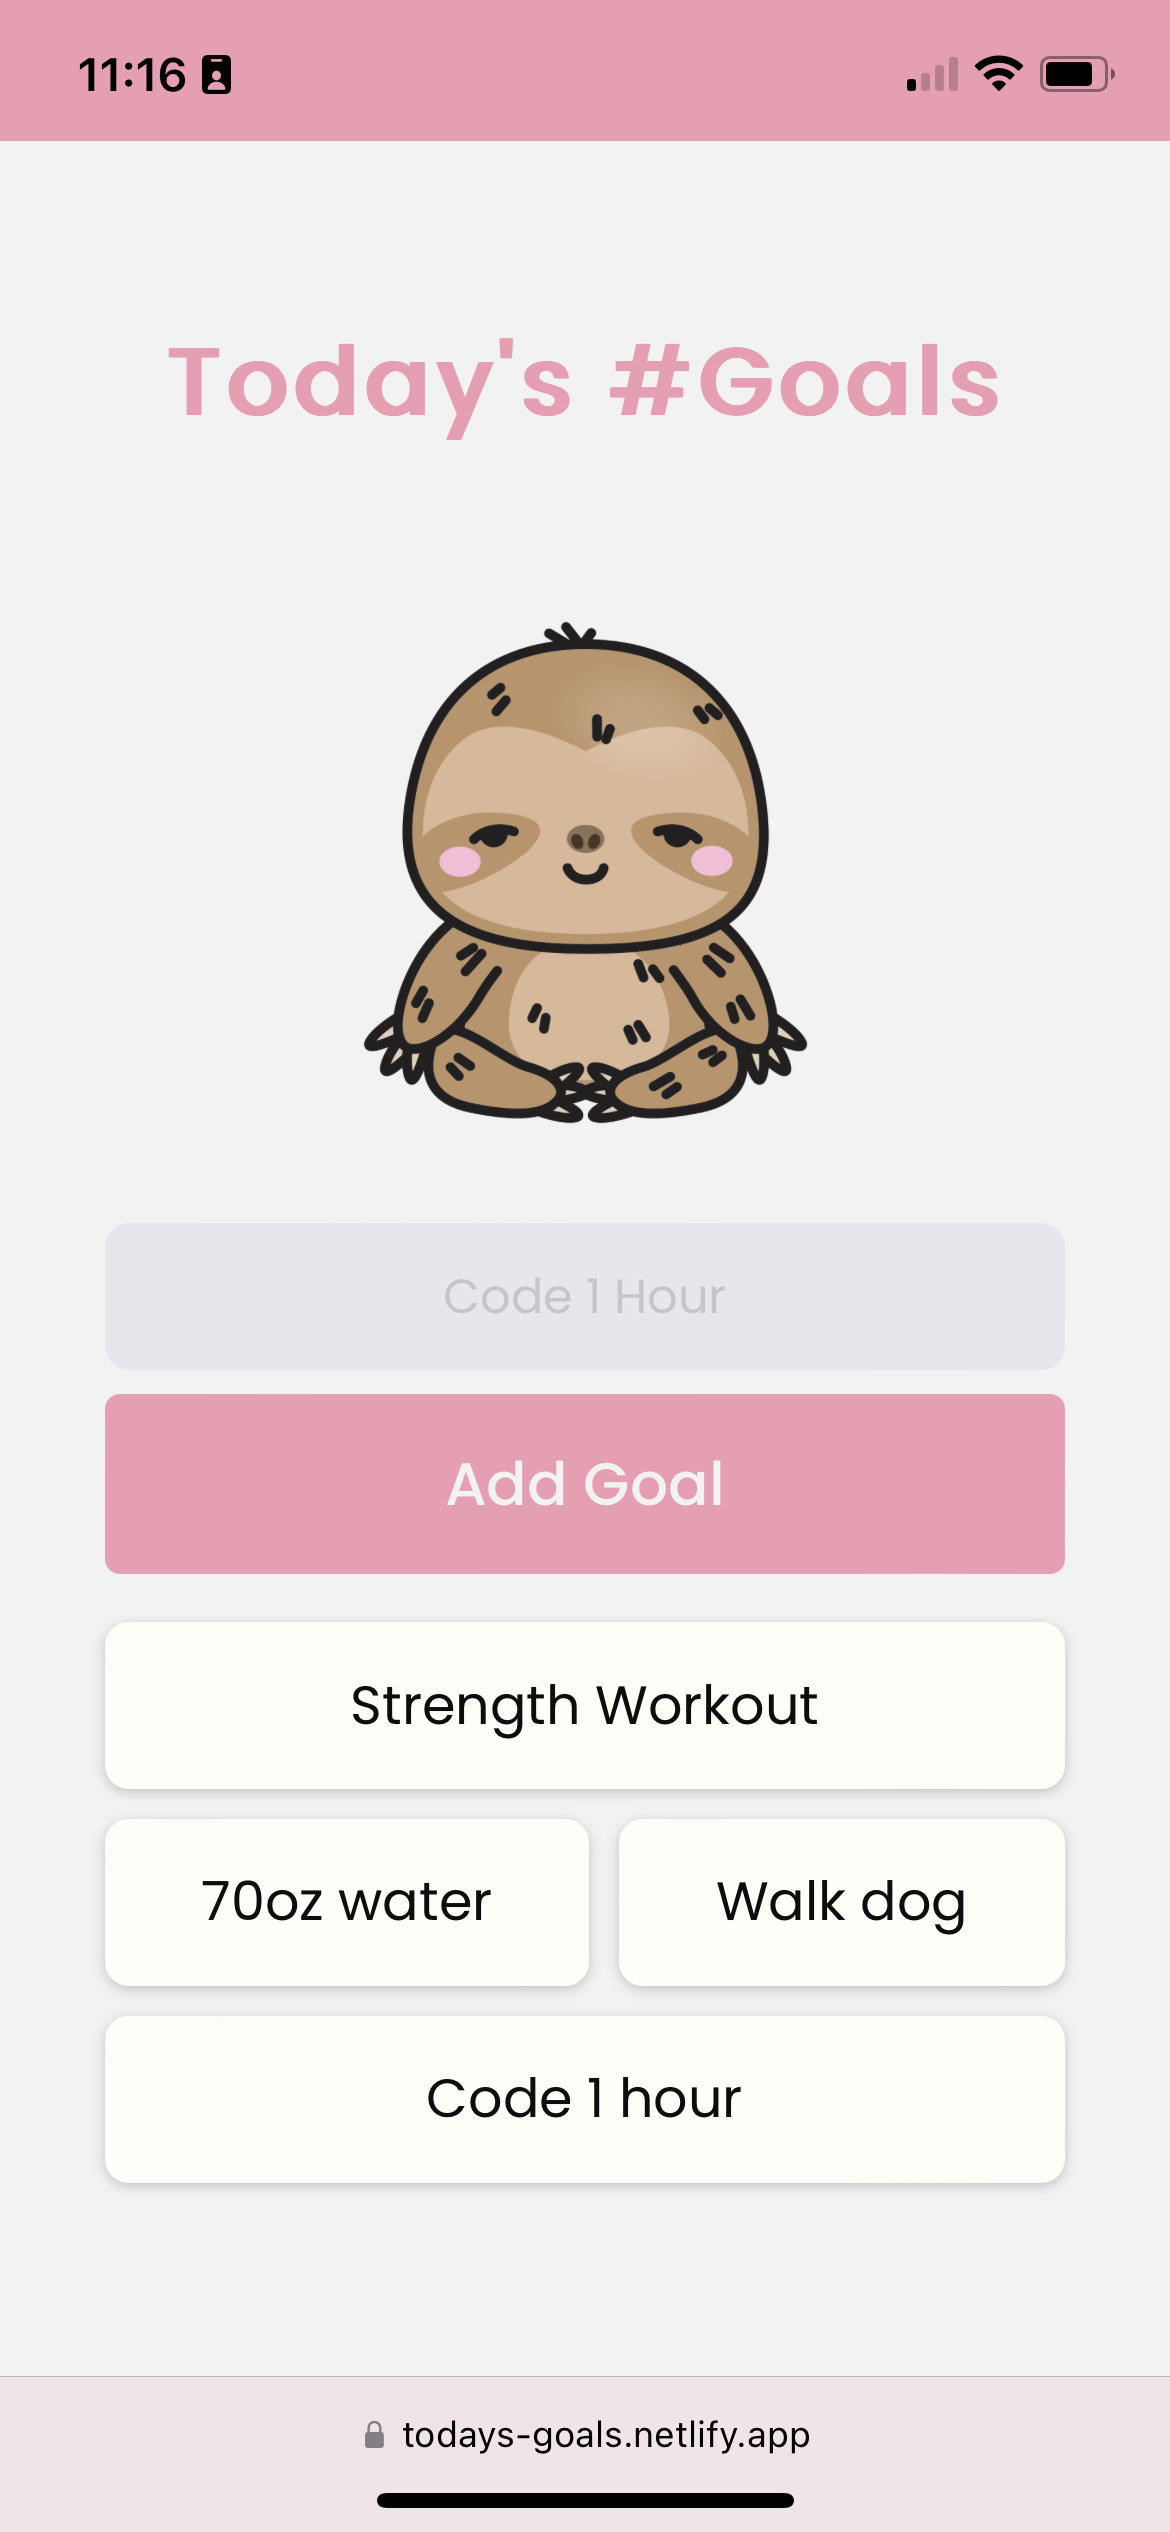 11:16
Today's #Goals
Code 1 Hour
Add Goal
Strength Workout
70oz water
Walk dog
Code 1 hour
todays-goals.netlify.app